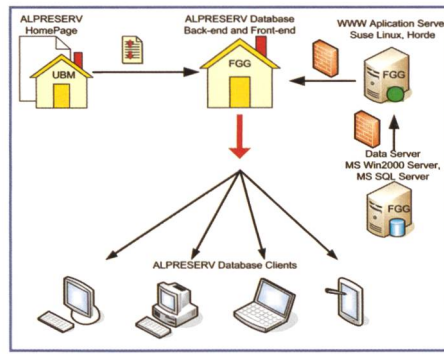 ALPRESERV
HomePage
UBM
ALPRESERV Database
Back-end and Front-end
FGG
WWW Aplication Server
Suse Linux, Horde
FGG
Data Server
MS Win2000 Server,
MS SQL Server
FGG
ALPRESERV Database Clients